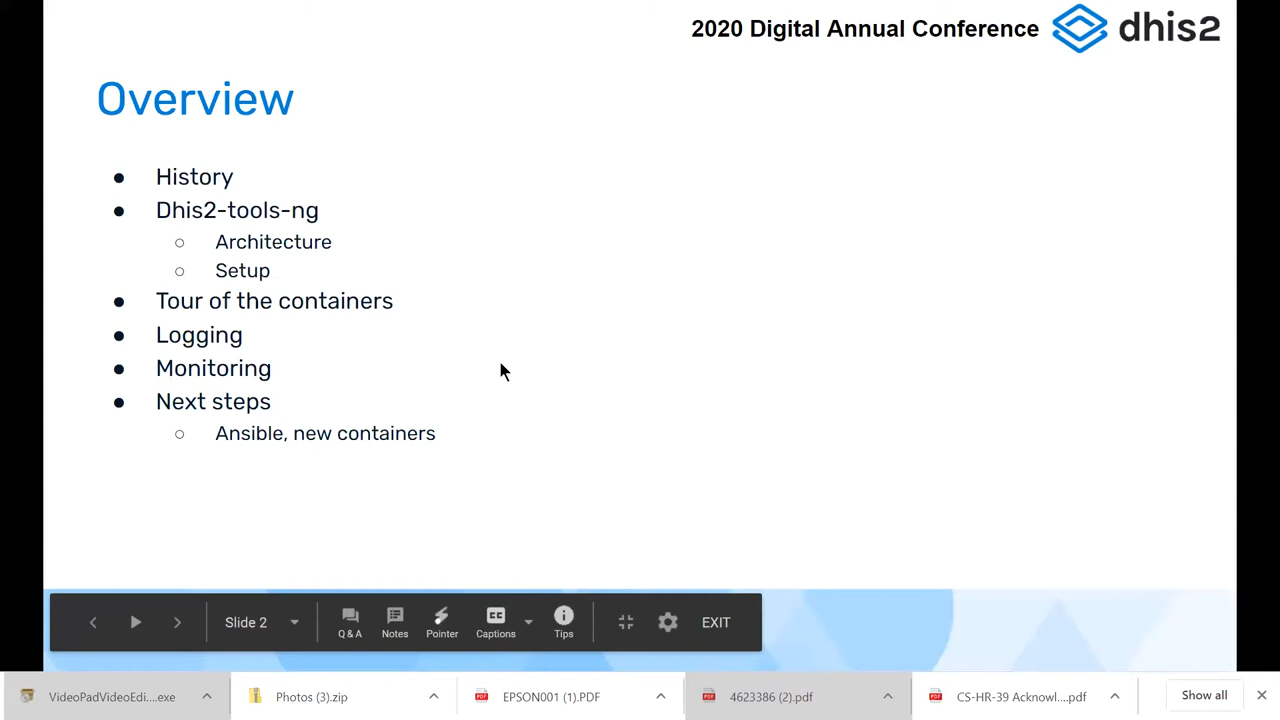 2020 Digital Annual Conference dhis2
Overview
● History
● Dhis2-tools-ng
○ Architecture
○ Setup
● Tour of the containers
● Logging
● Monitoring
● Next steps
○ Ansible, new containers
Slide 2 Q & A Notes Pointer Captions Tips EXIT
VideoPadVideoEdi....exe Photos (3).zip EPSON001 (1).PDF 4623386 (2).pdf CS-HR-39 Acknowl....pdf Show all